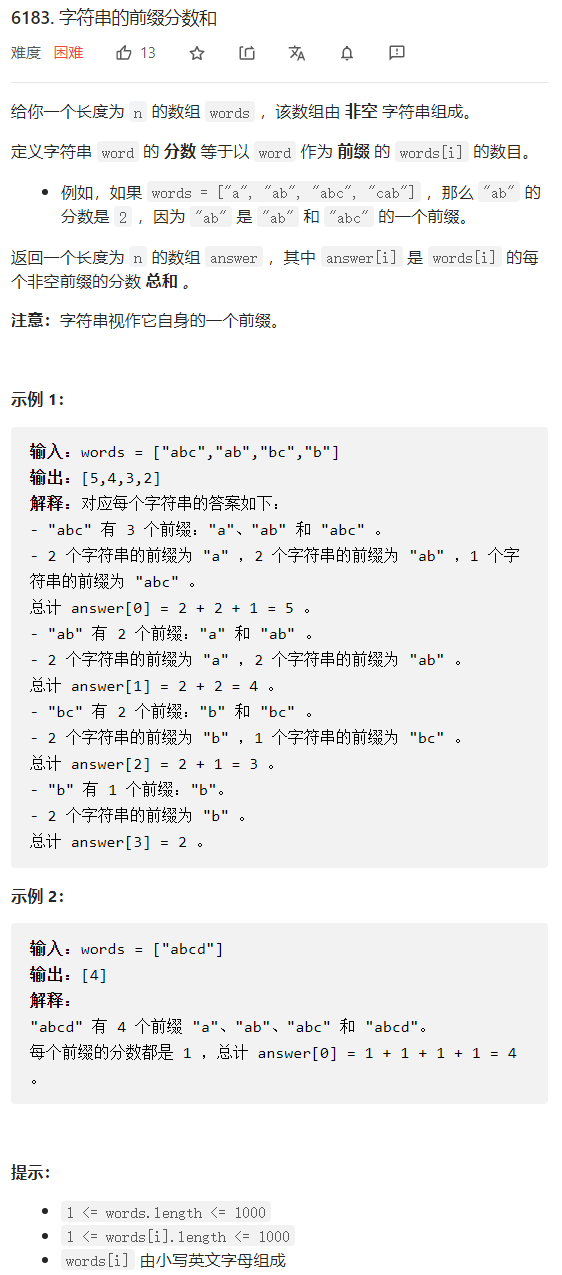 6183. 字符串的前缀分数和
难度 困难 13
给你一个长度为 n 的数组 words ，该数组由 非空 字符串组成。
定义字符串 word 的 分数 等于以 word 作为 前缀 的 words[i] 的数目。
• 例如，如果 words = ["a", "ab", "abc", "cab"] ，那么 "ab" 的
分数是 2 ，因为 "ab" 是 "ab" 和 "abc" 的一个前缀。
返回一个长度为 n 的数组 answer ，其中 answer[i] 是 words[i] 的每
个非空前缀的分数 总和 。
注意：字符串视作它自身的一个前缀。
示例 1：
输入：words = ["abc","ab","bc","b"]
输出：[5,4,3,2]
解释：对应每个字符串的答案如下：
- "abc" 有 3 个前缀："a"、"ab" 和 "abc" 。
- 2 个字符串的前缀为 "a" ，2 个字符串的前缀为 "ab" ，1 个字
符串的前缀为 "abc" 。
总计 answer[0] = 2 + 2 + 1 = 5 。
- "ab" 有 2 个前缀："a" 和 "ab" 。
- 2 个字符串的前缀为 "a" ，2 个字符串的前缀为 "ab" 。
总计 answer[1] = 2 + 2 = 4 。
- "bc" 有 2 个前缀："b" 和 "bc" 。
- 2 个字符串的前缀为 "b" ，1 个字符串的前缀为 "bc" 。
总计 answer[2] = 2 + 1 = 3 。
- "b" 有 1 个前缀："b"。
- 2 个字符串的前缀为 "b" 。
总计 answer[3] = 2 。
示例 2：
输入：words = ["abcd"]
输出：[4]
解释：
"abcd" 有 4 个前缀 "a"、"ab"、"abc" 和 "abcd"。
每个前缀的分数都是 1 ，总计 answer[0] = 1 + 1 + 1 + 1 = 4
。
提示：
• 1 <= words.length <= 1000
• 1 <= words[i].length <= 1000
• words[i] 由小写英文字母组成